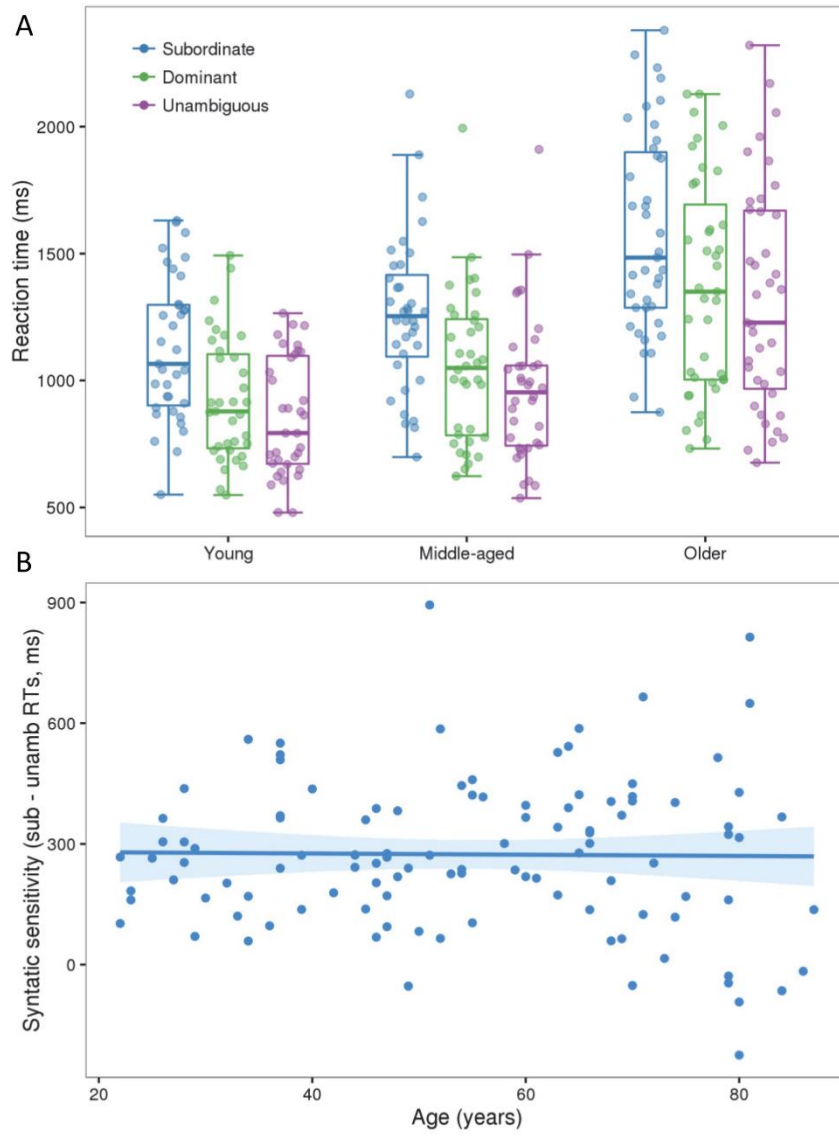 A
Subordinate
Dominant
Unambiguous
Reaction time (ms)
2000
1500
1000
500
Young Middle-aged Older
B
Syntatic sensitivity (sub - unamb RTs, ms)
900
600
300
0
20 40 60 80
Age (years)